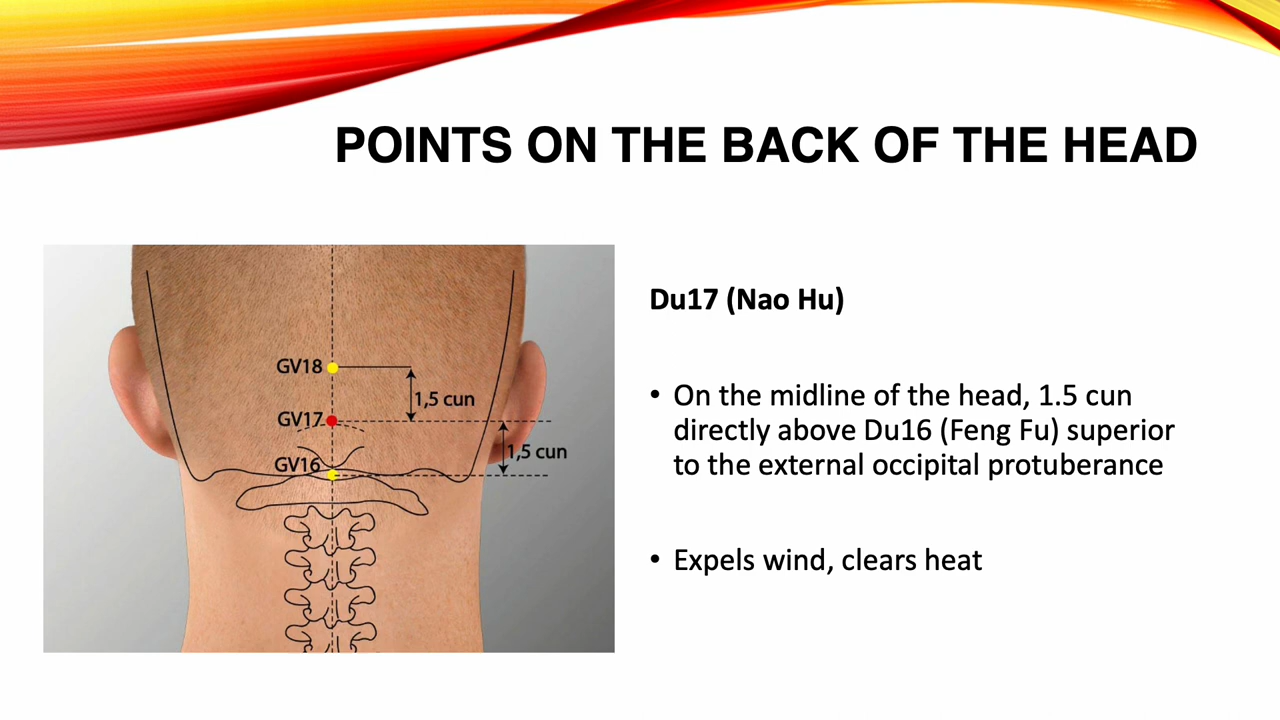 POINTS ON THE BACK OF THE HEAD
GV18
1,5 cun
GV17
1,5 cun
GV16
Du17 (Nao Hu)
• On the midline of the head, 1.5 cun
directly above Du16 (Feng Fu) superior
to the external occipital protuberance
• Expels wind, clears heat